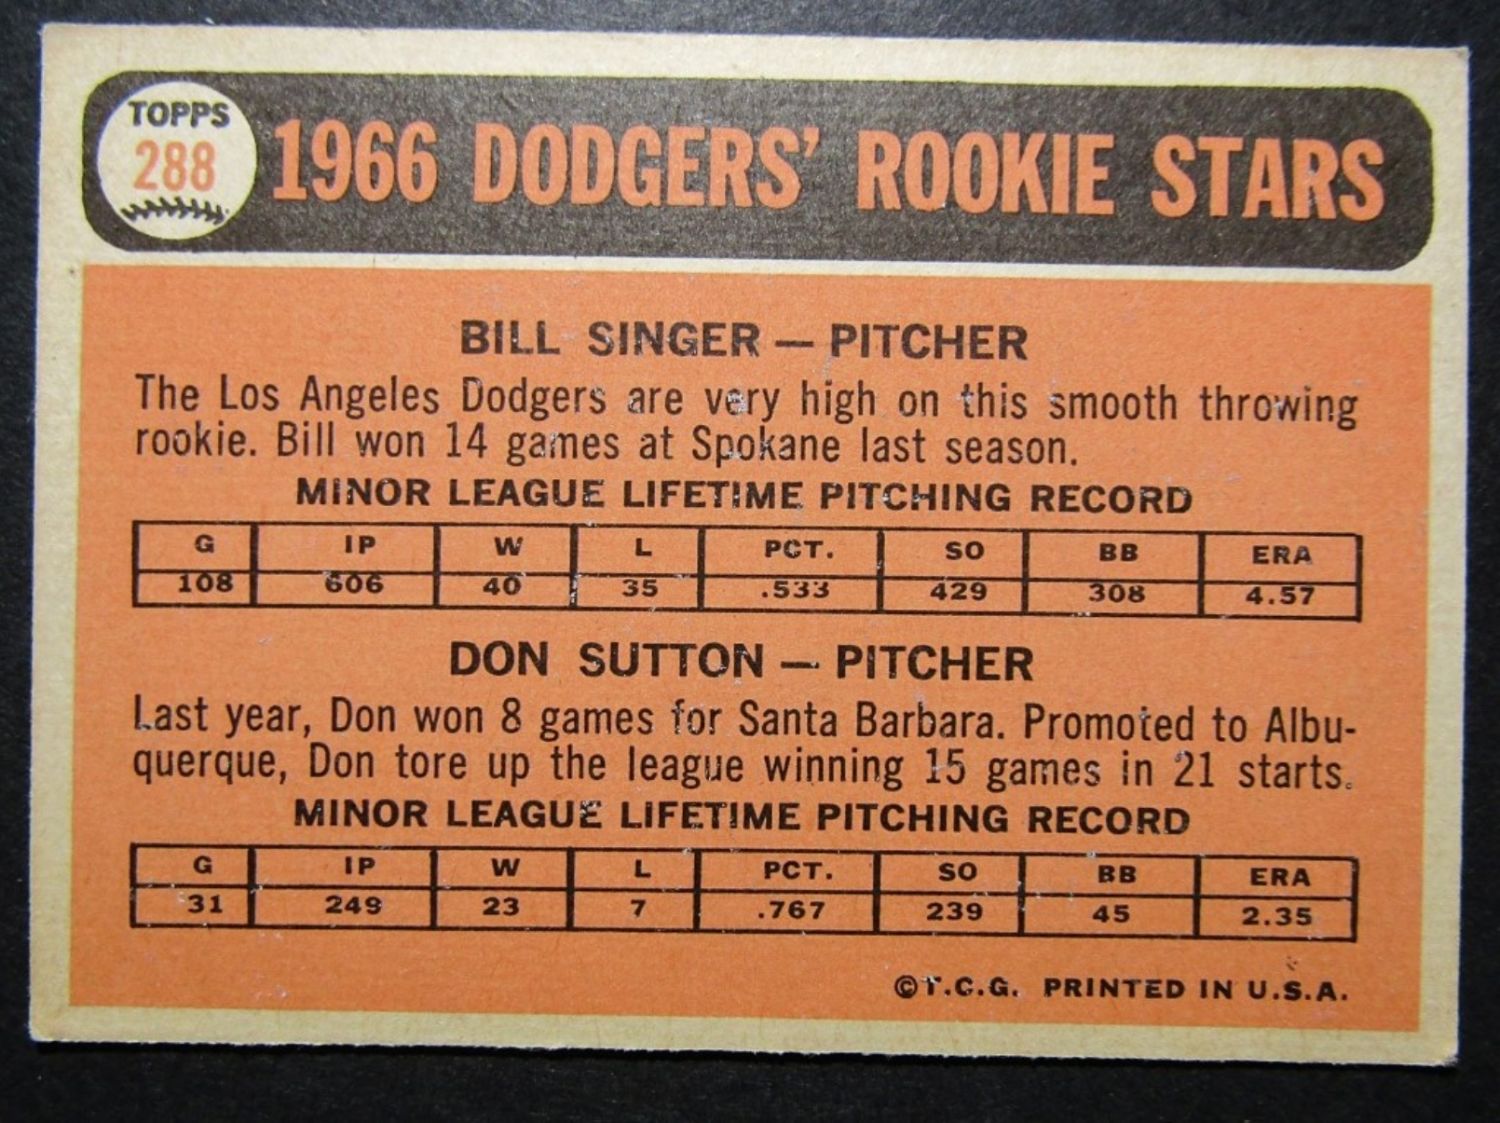 TOPPS
288
1966 DODGERS' ROOKIE STARS
BILL SINGER — PITCHER
The Los Angeles Dodgers are very high on this smooth throwing
rookie. Bill won 14 games at Spokane last season.
MINOR LEAGUE LIFETIME PITCHING RECORD
G IP W L PCT. SO BB ERA
108 606 40 35 .533 429 308 4.57
DON SUTTON — PITCHER
Last year, Don won 8 games for Santa Barbara. Promoted to Albu-
querque, Don tore up the league winning 15 games in 21 starts.
MINOR LEAGUE LIFETIME PITCHING RECORD
G IP W L PCT. SO BB ERA
31 249 23 7 .767 239 45 2.35
©T.C.G. PRINTED IN U.S.A.